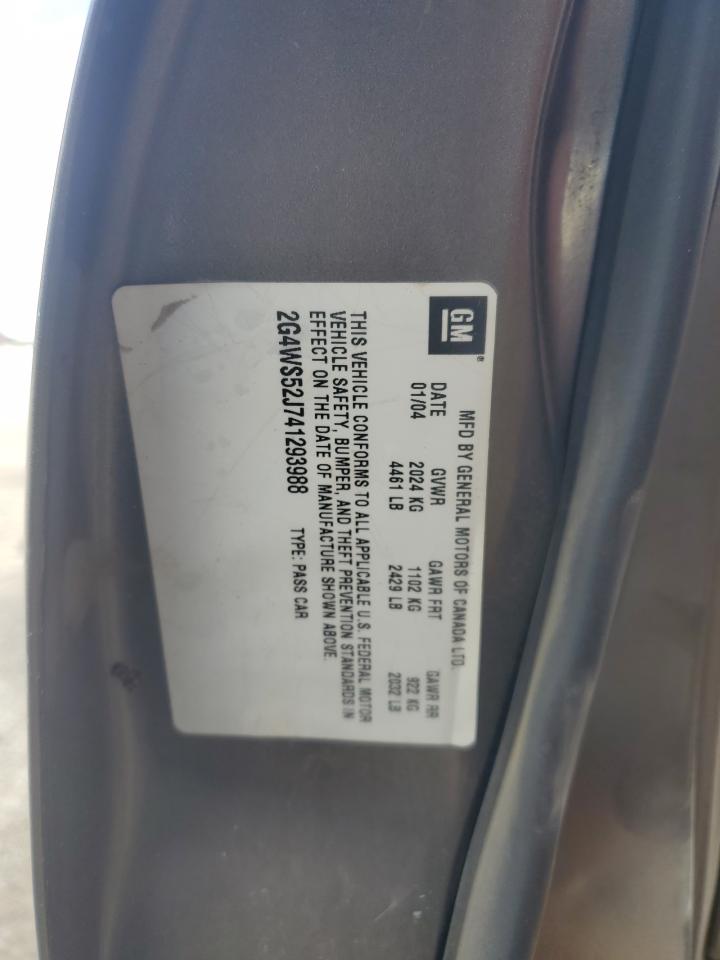 GM®
MFD BY GENERAL MOTORS OF CANADA LTD.
DATE GVWR GAWR FRT GAWR RR
01/04 2024 KG 1102 KG 922 KG
4461 LB 2429 LB 2032 LB
THIS VEHICLE CONFORMS TO ALL APPLICABLE U.S. FEDERAL MOTOR
VEHICLE SAFETY, BUMPER, AND THEFT PREVENTION STANDARDS IN
EFFECT ON THE DATE OF MANUFACTURE SHOWN ABOVE.
2G4WS52J741293988 TYPE: PASS CAR